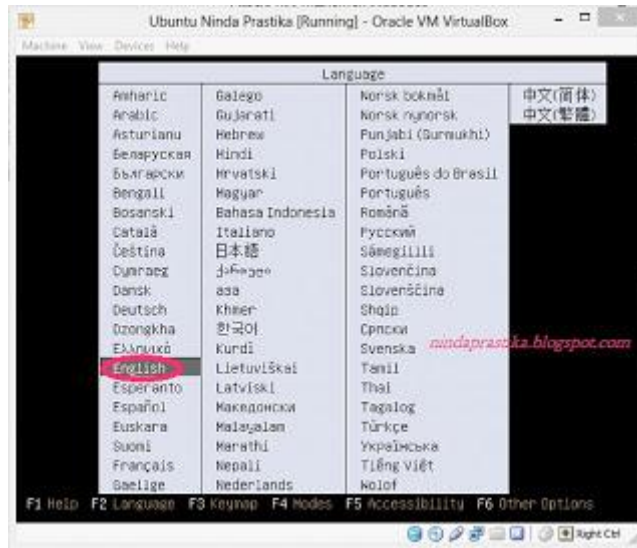 Ubuntu Ninda Prastika [Running] - Oracle VM VirtualBox
Machine View Devices Help
Language
Amharic Galego Norsk bokmål 中文(简体)
Arabic Gujarati Norsk nynorsk 中文(繁體)
Asturianu Hebrew Punjabi (Gurmukhi)
Беларуская Hindi Polski
Български Hrvatski Português do Brasil
Bengali Magyar Português
Bosanski Bahasa Indonesia Română
Català Italiano Русский
Čeština 日本語 Sámegillii
Cymraeg ქართული Slovenčina
Dansk Slovenščina
Deutsch Khmer Shqip
Dzongkha 한국어 Српски
Ελληνικά Kurdî Svenska
nindaprastika.blogspot.com
English Lietuviškai Tamil
Esperanto Latviski Thai
Español Македонски Tagalog
Euskara Malayalam Türkçe
Suomi Marathi Українська
Français Nepali Tiếng Việt
Gaeilge Nederlands Wolof
F1 Help F2 Language F3 Keymap F4 Modes F5 Accessibility F6 Other Options
Right Ctrl